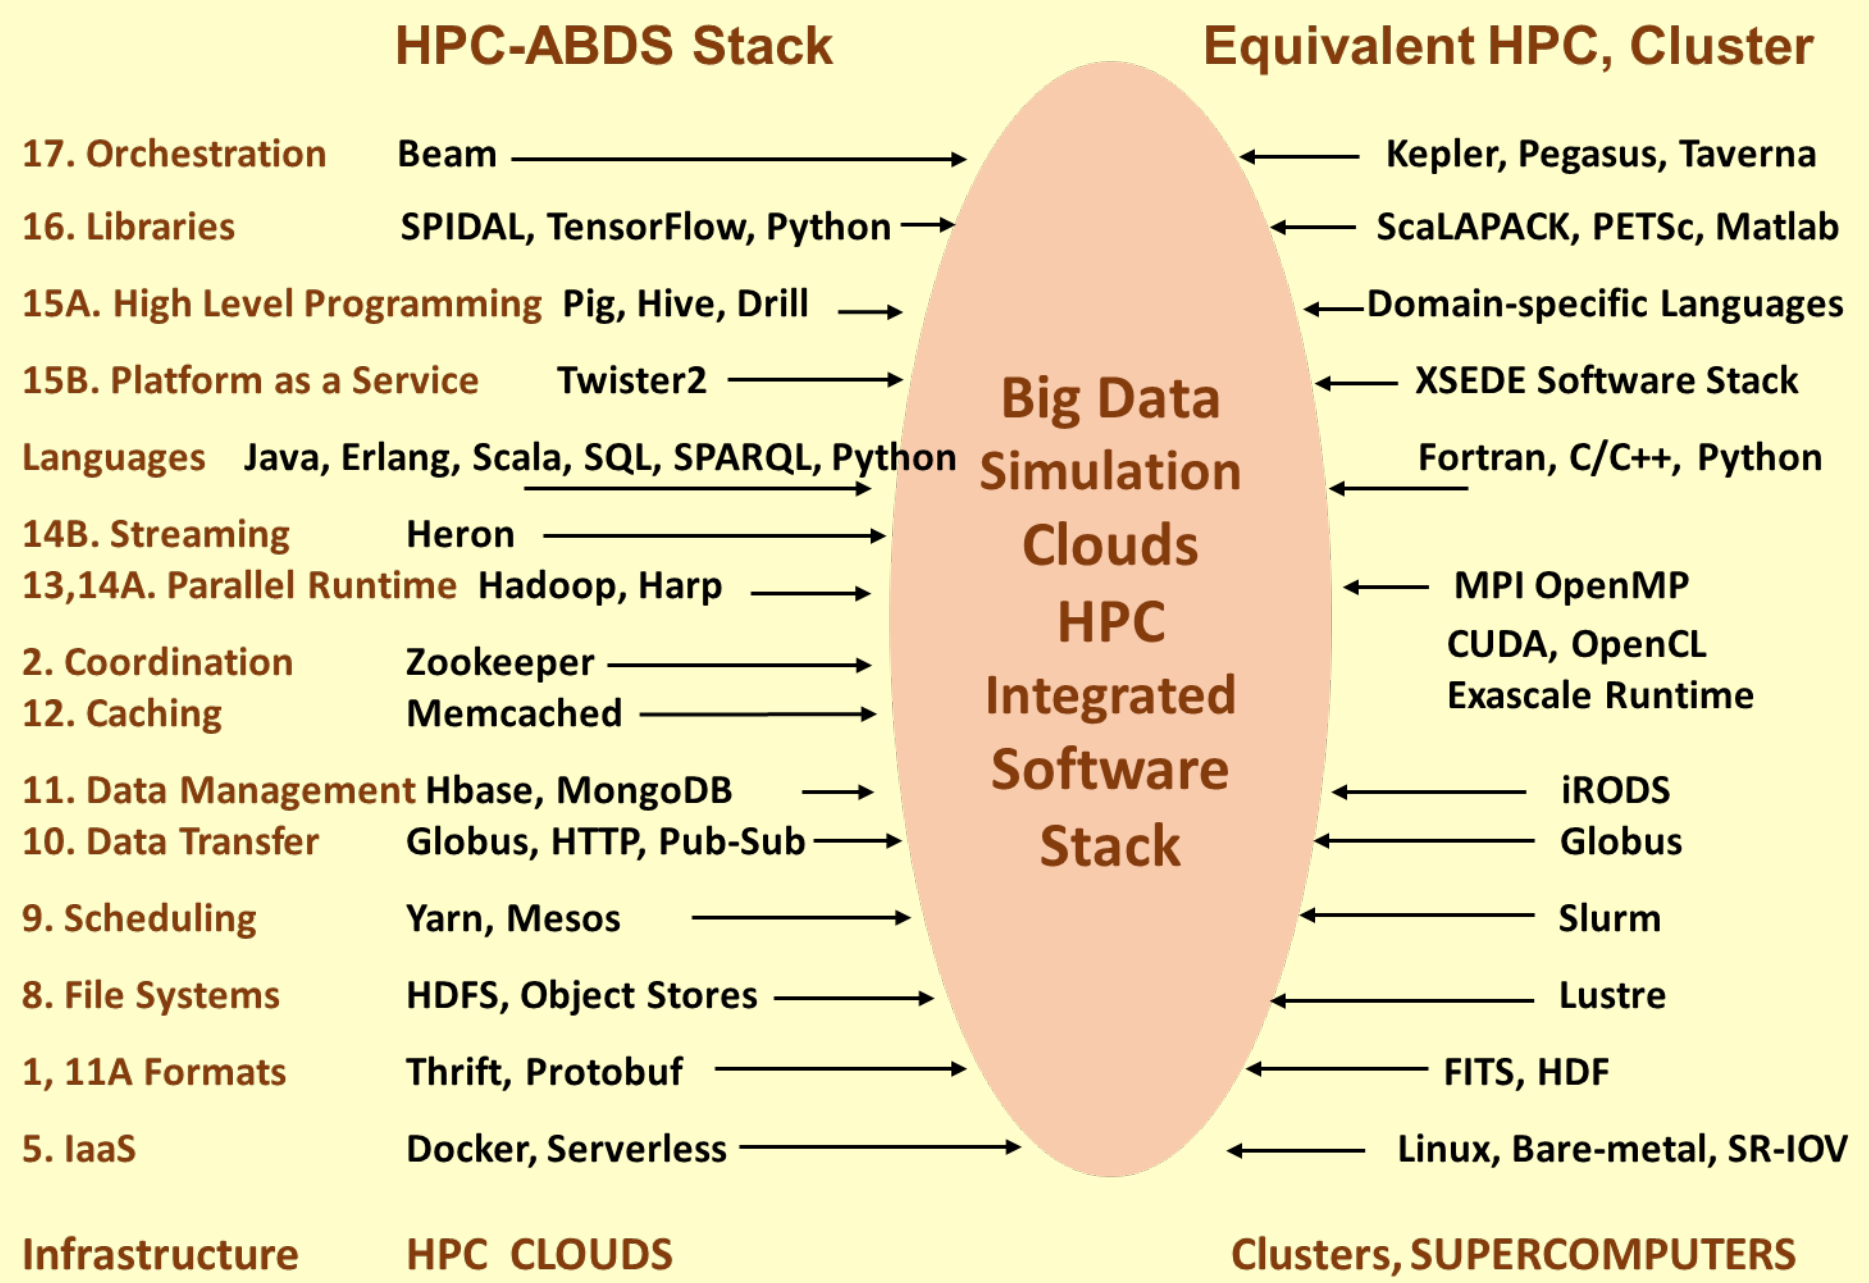 HPC-ABDS Stack Equivalent HPC, Cluster
17. Orchestration Beam Kepler, Pegasus, Taverna
16. Libraries SPIDAL, TensorFlow, Python ScaLAPACK, PETSc, Matlab
15A. High Level Programming Pig, Hive, Drill Domain-specific Languages
15B. Platform as a Service Twister2 XSEDE Software Stack
Languages Java, Erlang, Scala, SQL, SPARQL, Python Fortran, C/C++, Python
14B. Streaming Heron
13,14A. Parallel Runtime Hadoop, Harp MPI OpenMP
CUDA, OpenCL
2. Coordination Zookeeper
Exascale Runtime
12. Caching Memcached
11. Data Management Hbase, MongoDB iRODS
10. Data Transfer Globus, HTTP, Pub-Sub Globus
9. Scheduling Yarn, Mesos Slurm
8. File Systems HDFS, Object Stores Lustre
1, 11A Formats Thrift, Protobuf FITS, HDF
5. IaaS Docker, Serverless Linux, Bare-metal, SR-IOV
Infrastructure HPC CLOUDS Clusters, SUPERCOMPUTERS
Big Data
Simulation
Clouds
HPC
Integrated
Software
Stack